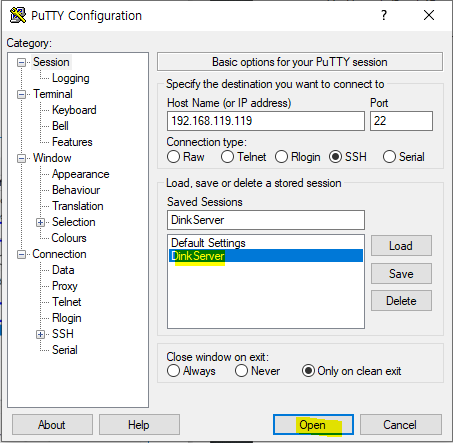 PuTTY Configuration
Category:
Session
Logging
Terminal
Keyboard
Bell
Features
Window
Appearance
Behaviour
Translation
Selection
Colours
Connection
Data
Proxy
Telnet
Rlogin
SSH
Serial
Basic options for your PuTTY session
Specify the destination you want to connect to
Host Name (or IP address) Port
192.168.119.119 22
Connection type:
Raw Telnet Rlogin SSH Serial
Load, save or delete a stored session
Saved Sessions
DinkServer
Default Settings
DinkServer
Load
Save
Delete
Close window on exit:
Always Never Only on clean exit
About Help Open Cancel